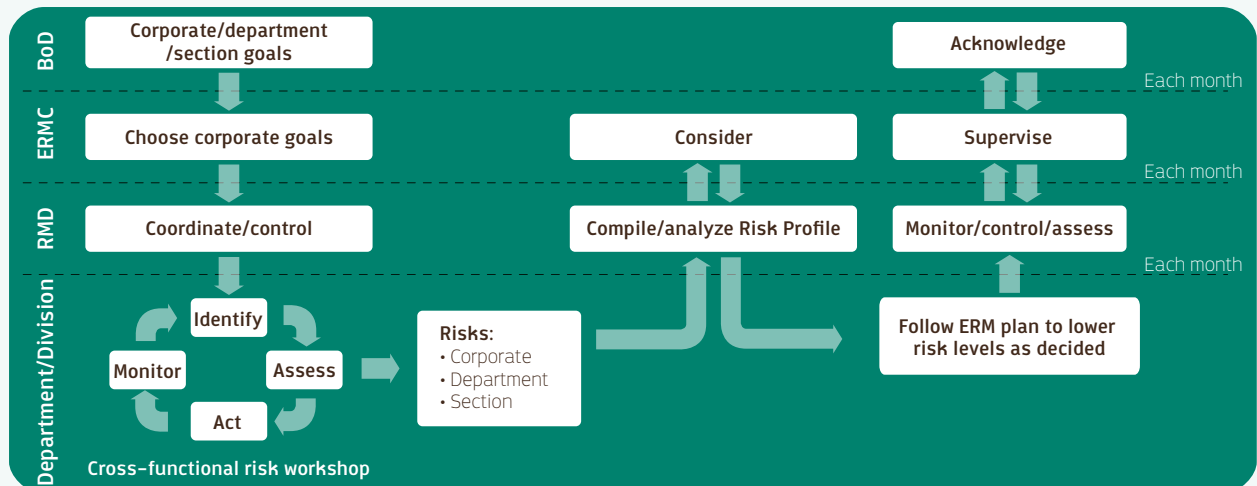 BoD
Corporate/department
/section goals
Acknowledge
Each month
ERMC
Choose corporate goals
Consider
Supervise
Each month
RMD
Coordinate/control
Compile/analyze Risk Profile
Monitor/control/assess
Each month
Department/Division
Identify
Monitor
Assess
Act
Risks:
• Corporate
• Department
• Section
Follow ERM plan to lower
risk levels as decided
Cross-functional risk workshop